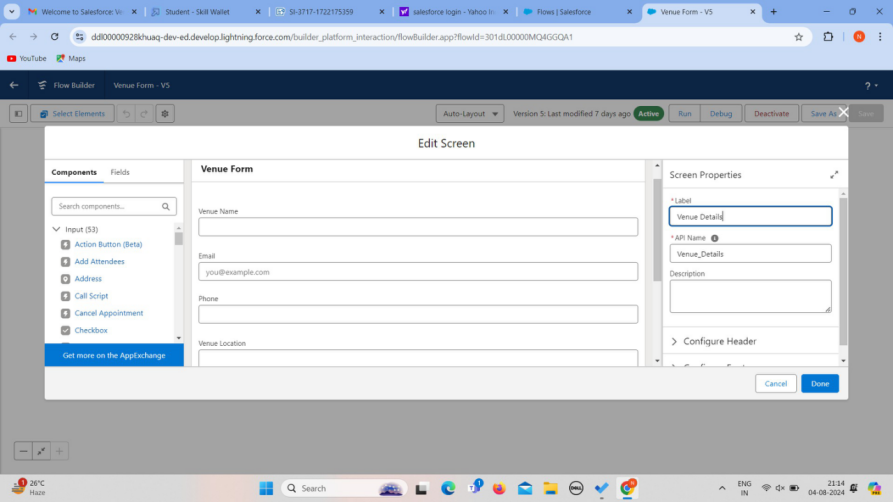 Welcome to Salesforce: Ve
Student - Skill Wallet
SI-3717-1722175359
salesforce login - Yahoo I
Flows | Salesforce
Venue Form - V5
N
ddl00000928khuaq-dev-ed.develop.lightning.force.com/builder_platform_interaction/flowBuilder.app?flowId=301dL00000MQ4GGQA1
YouTube
Maps
Flow Builder
Venue Form - V5
?
Select Elements
Auto-Layout
Version 5: Last modified 7 days ago
Active
Run
Debug
Deactivate
Save As
Save
Edit Screen
Components
Fields
Search components...
Input (53)
Action Button (Beta)
Add Attendees
Address
Call Script
Cancel Appointment
Checkbox
Get more on the AppExchange
Venue Form
Venue Name
Email
you@example.com
Phone
Venue Location
Screen Properties
*Label
Venue Details
*API Name
Venue_Details
Description
Configure Header
Cancel
Done
26°C
Haze
Search
ENG
IN
21:14
04-08-2024